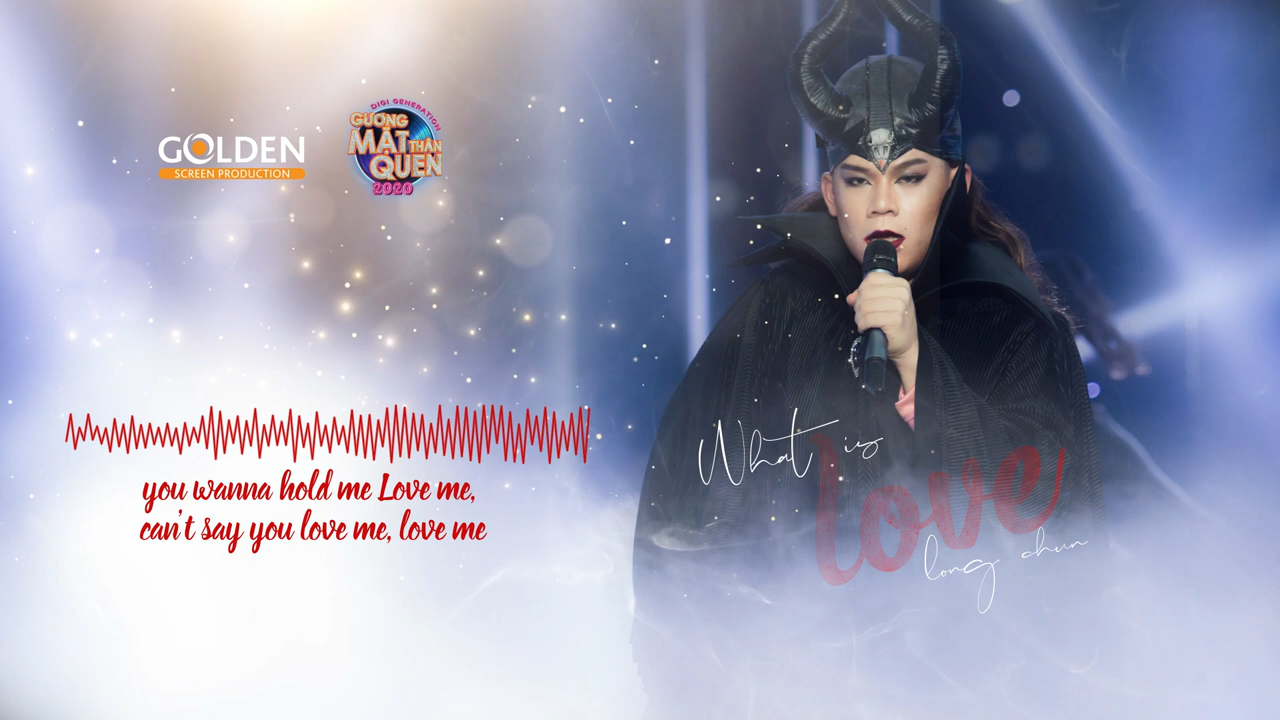 GOLDEN
SCREEN PRODUCTION
DIGI GENERATION
GƯƠNG
MẶT THÂN
QUEN
2020
you wanna hold me Love me,
can't say you love me, love me
What is
love
long chun